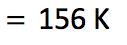 = 156 K